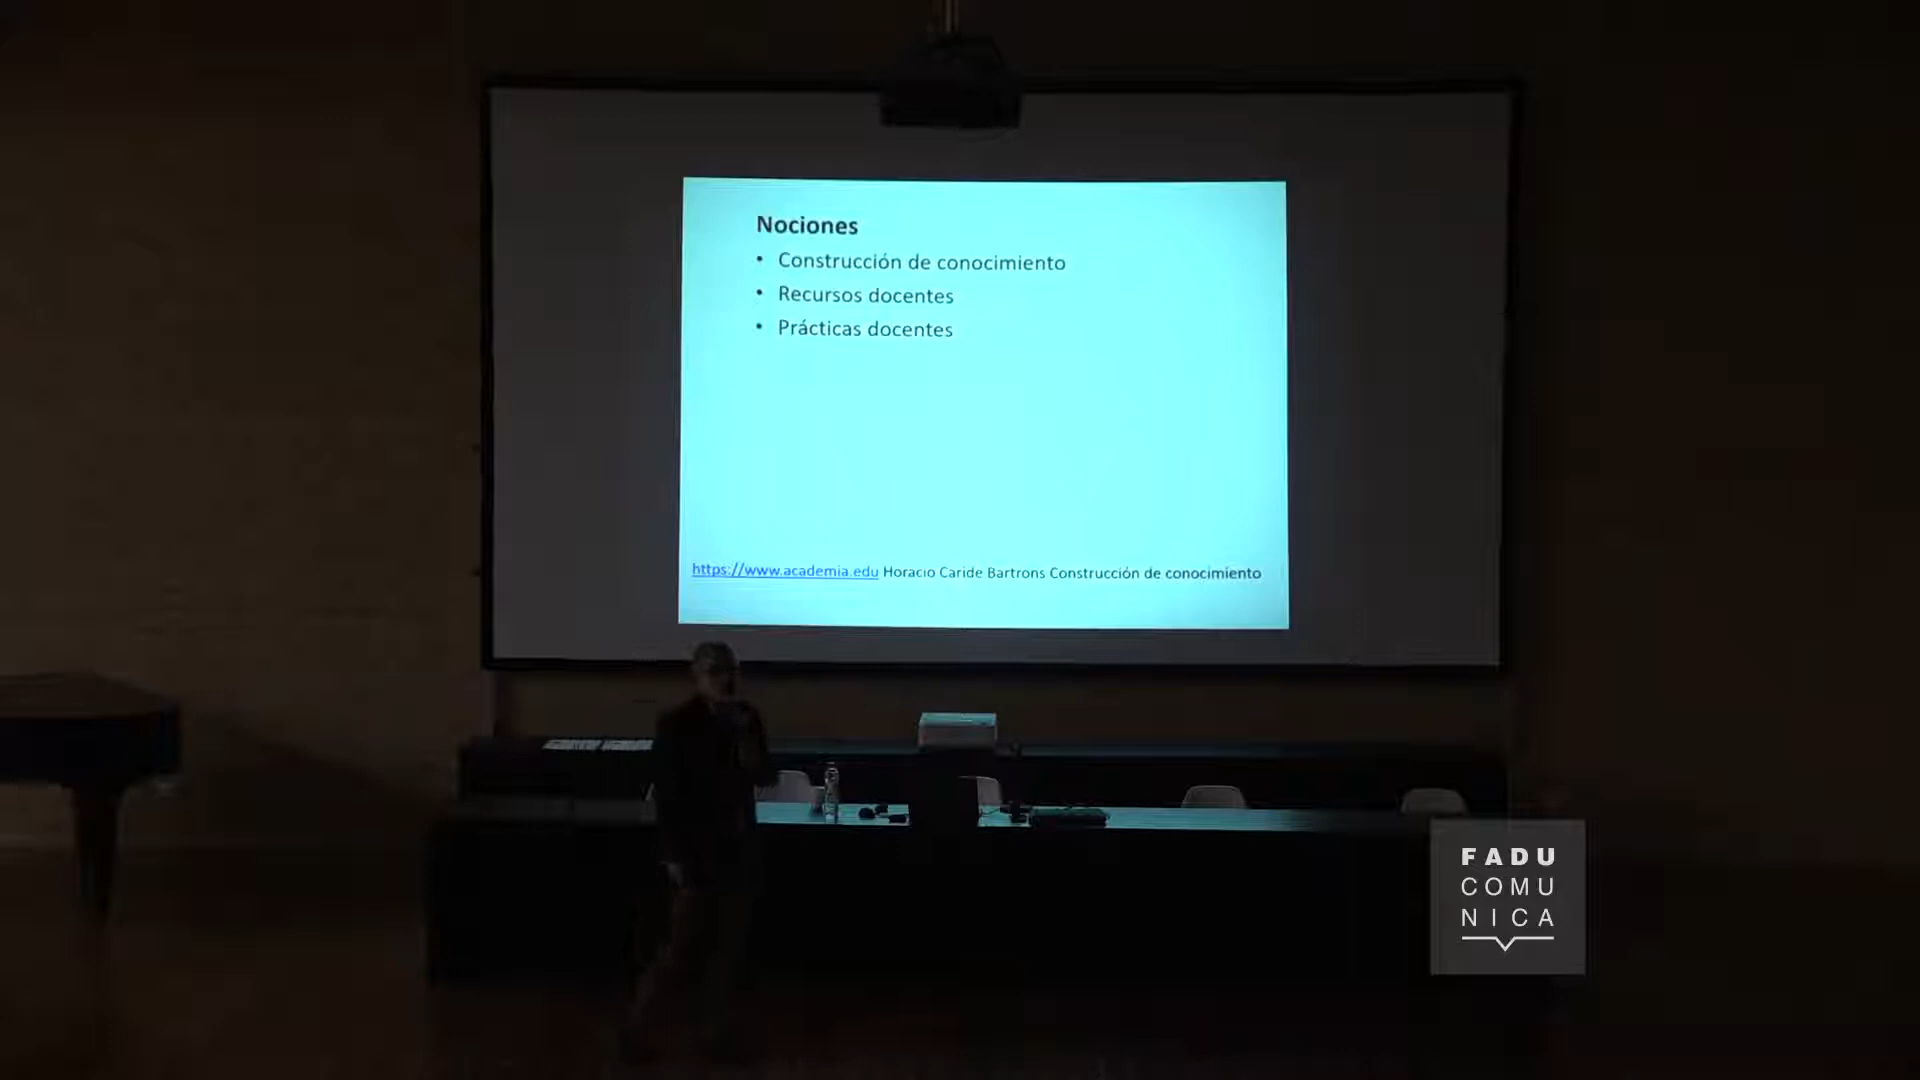 Nociones
• Construcción de conocimiento
• Recursos docentes
• Prácticas docentes
https://www.academia.edu Horacio Caride Bartrons Construcción de conocimiento
FADU
COMU
NICA